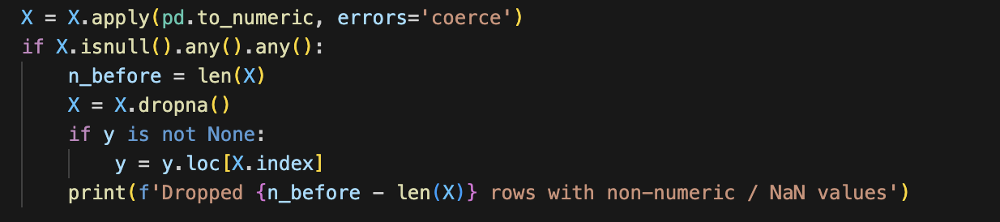 X = X.apply(pd.to_numeric, errors='coerce')
if X.isnull().any().any():
    n_before = len(X)
    X = X.dropna()
    if y is not None:
        y = y.loc[X.index]
    print(f'Dropped {n_before - len(X)} rows with non-numeric / NaN values')